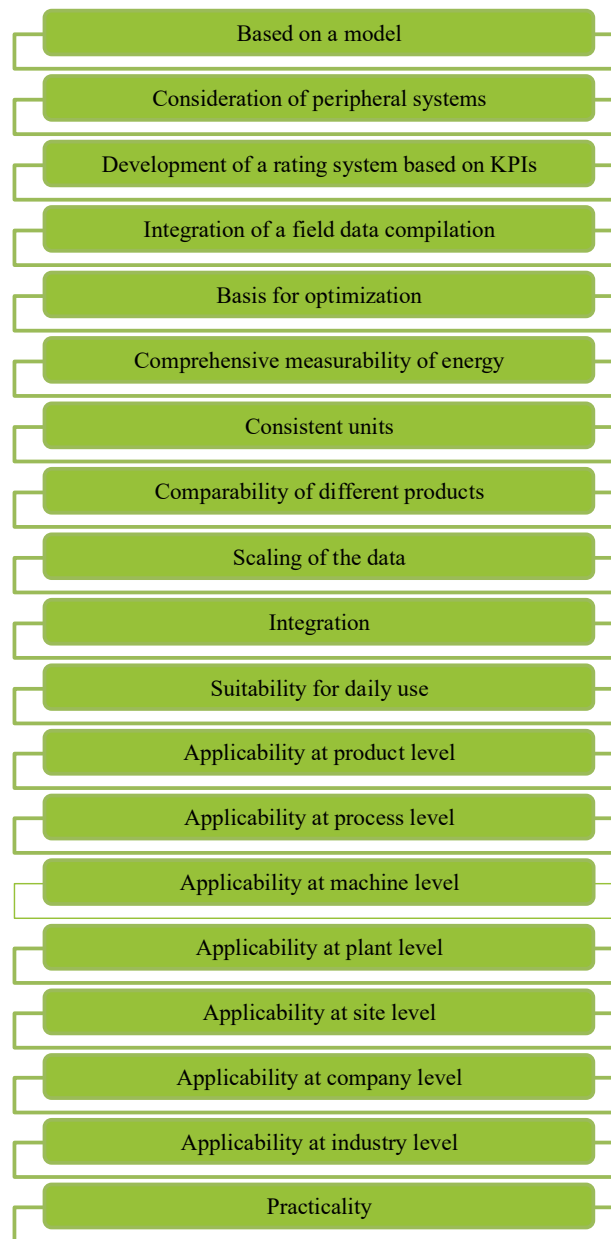 Based on a model
Consideration of peripheral systems
Development of a rating system based on KPIs
Integration of a field data compilation
Basis for optimization
Comprehensive measurability of energy
Consistent units
Comparability of different products
Scaling of the data
Integration
Suitability for daily use
Applicability at product level
Applicability at process level
Applicability at machine level
Applicability at plant level
Applicability at site level
Applicability at company level
Applicability at industry level
Practicality